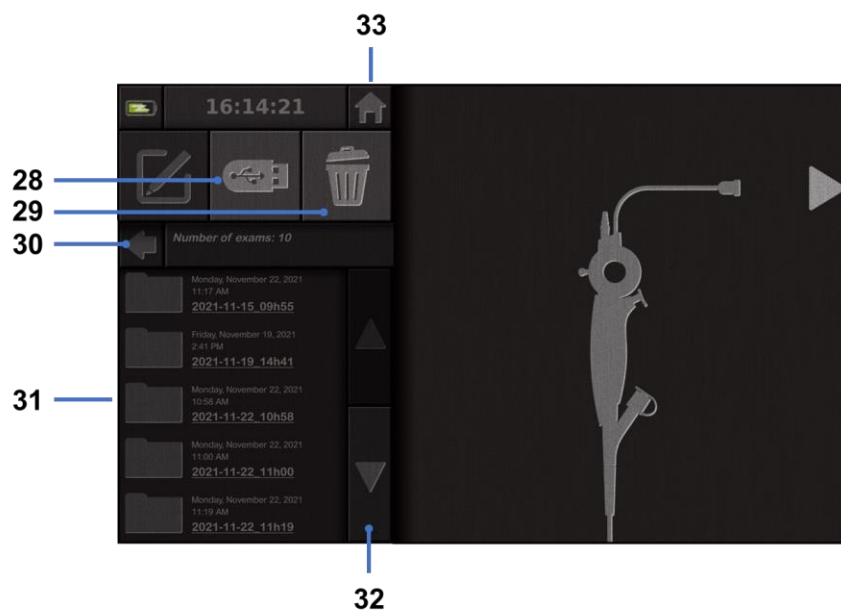 33
16:14:21
28
29
30
Number of exams: 10
Monday, November 22, 2021
11:17 AM
2021-11-15_09h55
Friday, November 19, 2021
2:41 PM
2021-11-19_14h41
31
Monday, November 22, 2021
10:58 AM
2021-11-22_10h58
Monday, November 22, 2021
11:00 AM
2021-11-22_11h00
Monday, November 22, 2021
11:19 AM
2021-11-22_11h19
32